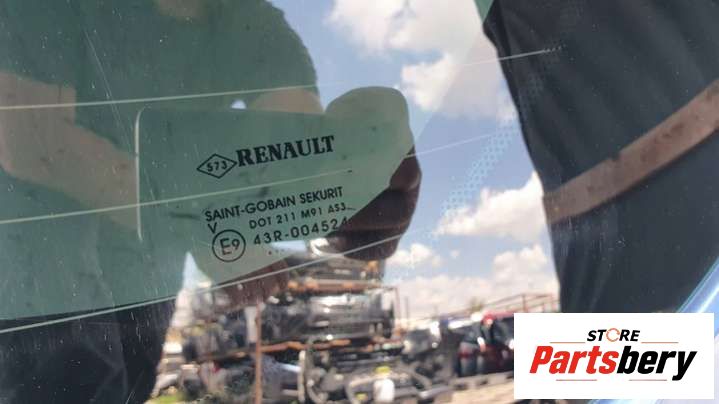 573 RENAULT
SAINT-GOBAIN SEKURIT
V DOT 211 M91 AS3
E9 43R-004524
STORE
Partsbery